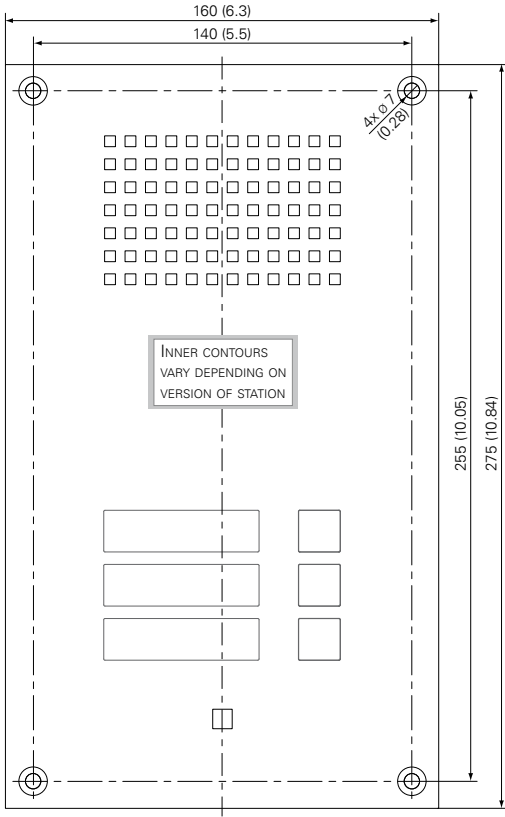 160 (6.3)
140 (5.5)
4x ø 7
(0.28)
INNER CONTOURS
VARY DEPENDING ON
VERSION OF STATION
255 (10.05)
275 (10.84)